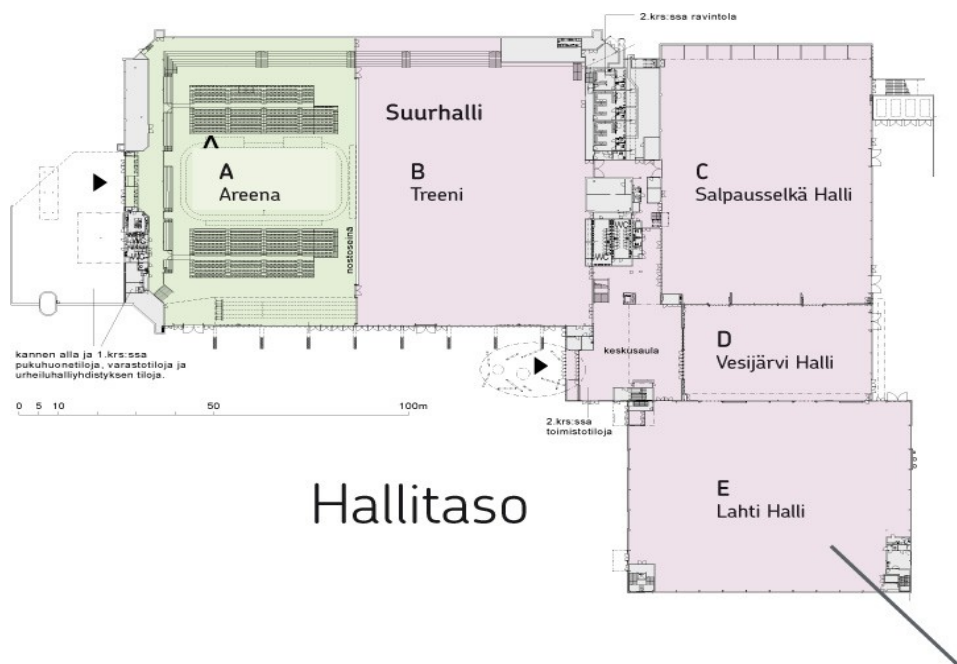 2.krs:ssa ravintola
Suurhalli
A
Areena
B
Treeni
C
Salpausselkä Halli
nostoseinä
WC
WC
WC
keskusaula
D
Vesijärvi Halli
kannen alla ja 1.krs:ssa
pukuhuonetiloja, varastotiloja ja
urheiluhalliyhdistyksen tiloja.
0 5 10 50 100m
2.krs:ssa
toimistotiloja
E
Lahti Halli
Hallitaso